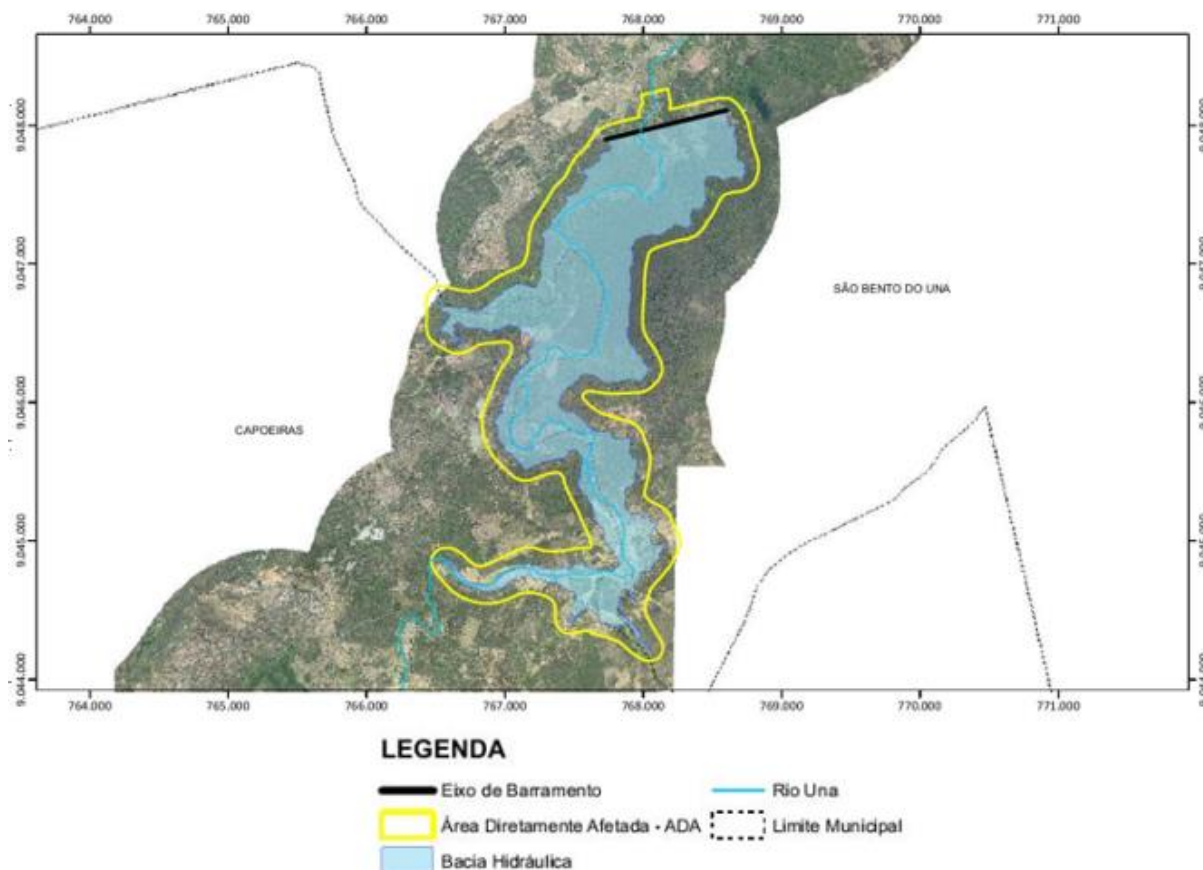 764.000 765.000 766.000 767.000 768.000 769.000 770.000 771.000
9.048.000
9.047.000
9.047.000
SÃO BENTO DO UNA
9.046.000
CAPOEIRAS
9.045.000
9.044.000
764.000 765.000 766.000 767.000 768.000 769.000 770.000 771.000
LEGENDA
Eixo de Barramento Rio Una
Área Diretamente Afetada - ADA Limite Municipal
Bacia Hidráulica